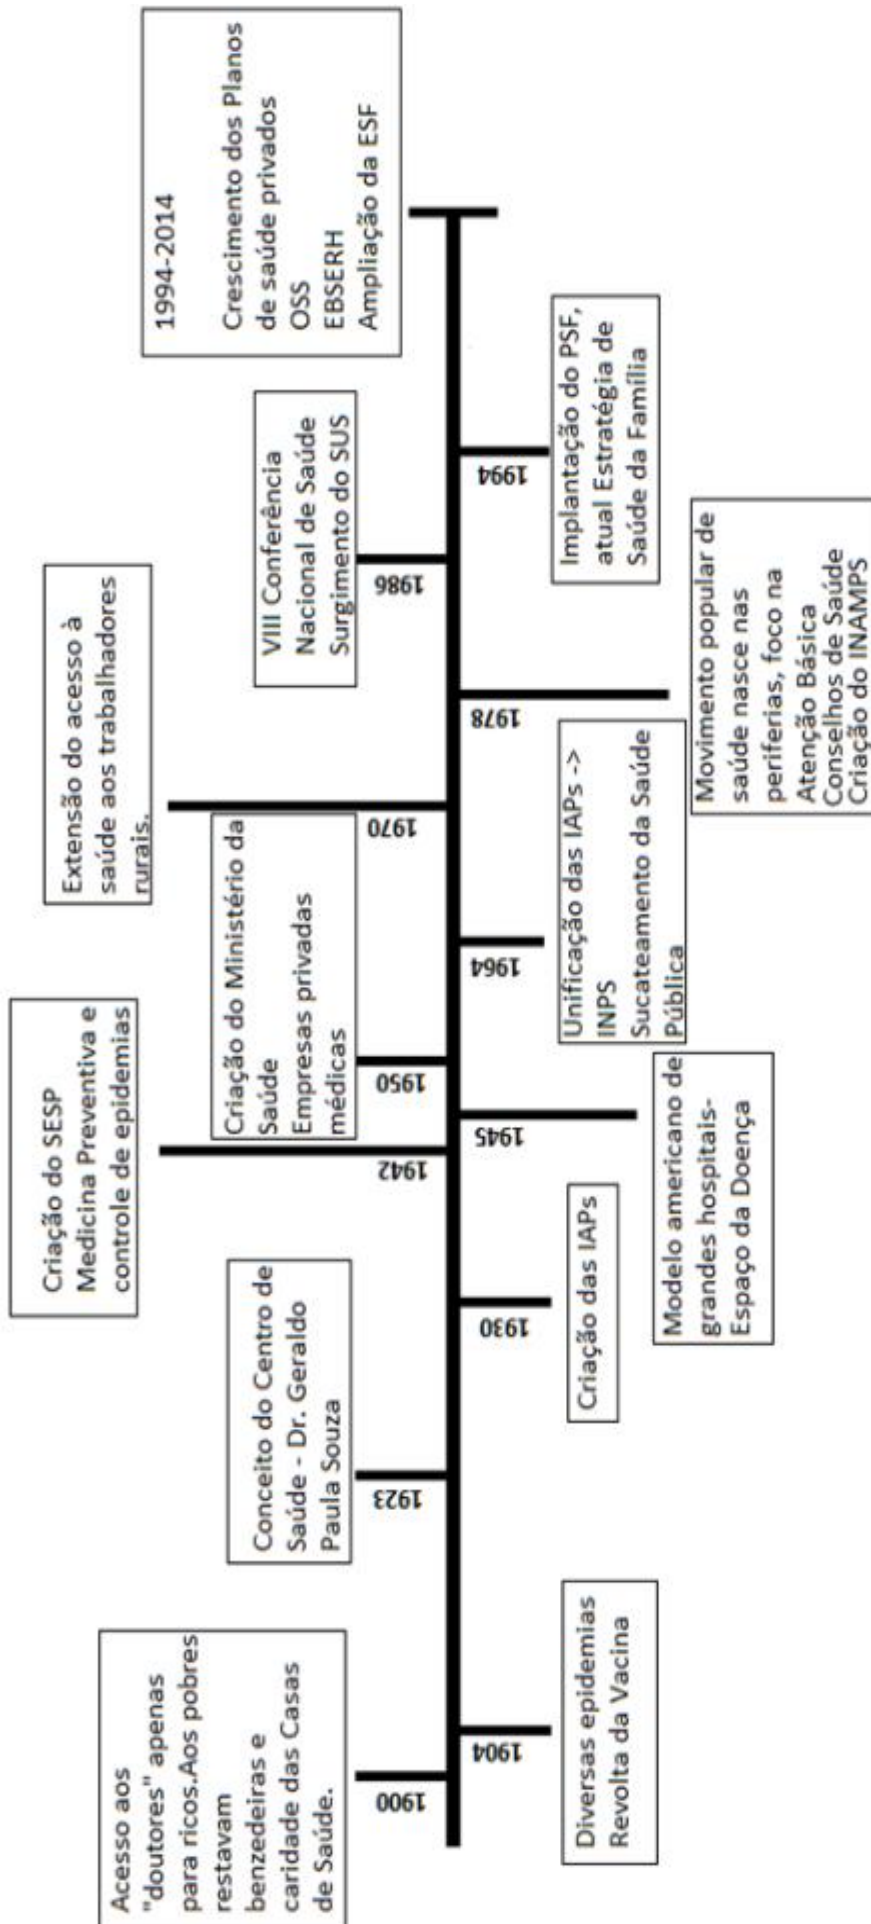 Acesso aos
"doutores" apenas
para ricos.Aos pobres
restavam
benzedeiras e
caridade das Casas
de Saúde.
1900
1904
Diversas epidemias
Revolta da Vacina
Conceito do Centro de
Saúde - Dr. Geraldo
Paula Souza
1923
1930
Criação das IAPs
Criação do SESP
Medicina Preventiva e
controle de epidemias
1942
1945
Modelo americano de
grandes hospitais-
Espaço da Doença
Criação do Ministério da
Saúde
Empresas privadas
médicas
1950
1964
Unificação das IAPs ->
INPS
Sucateamento da Saúde
Pública
Extensão do acesso à
saúde aos trabalhadores
rurais.
1970
1978
Movimento popular de
saúde nasce nas
periferias, foco na
Atenção Básica
Conselhos de Saúde
Criação do INAMPS
VIII Conferência
Nacional de Saúde
Surgimento do SUS
1986
1994
Implantação do PSF,
atual Estratégia de
Saúde da Família
1994-2014
Crescimento dos Planos
de saúde privados
OSS
EBSERH
Ampliação da ESF